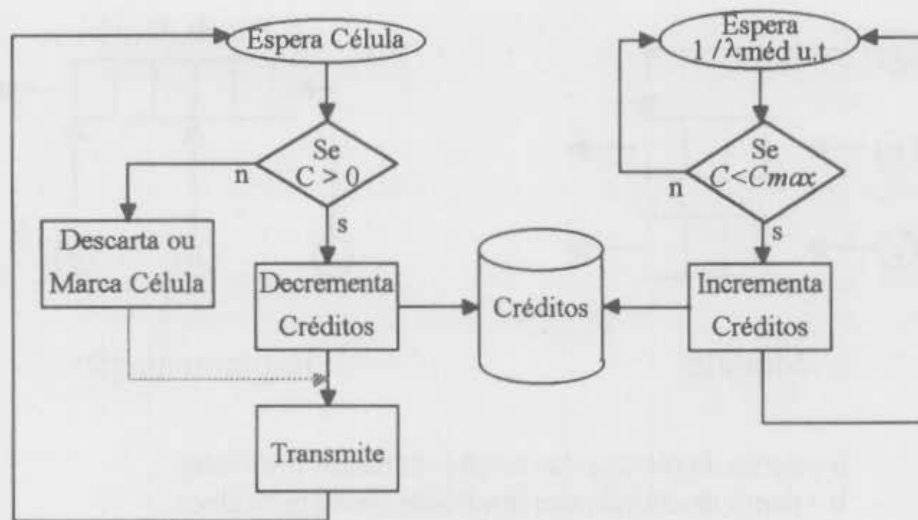 Espera Célula
Se
C > 0
n
s
Descarta ou
Marca Célula
Decrementa
Créditos
Transmite
Créditos
Espera
1 / λméd u.t
Se
C<Cmax
n
s
Incrementa
Créditos